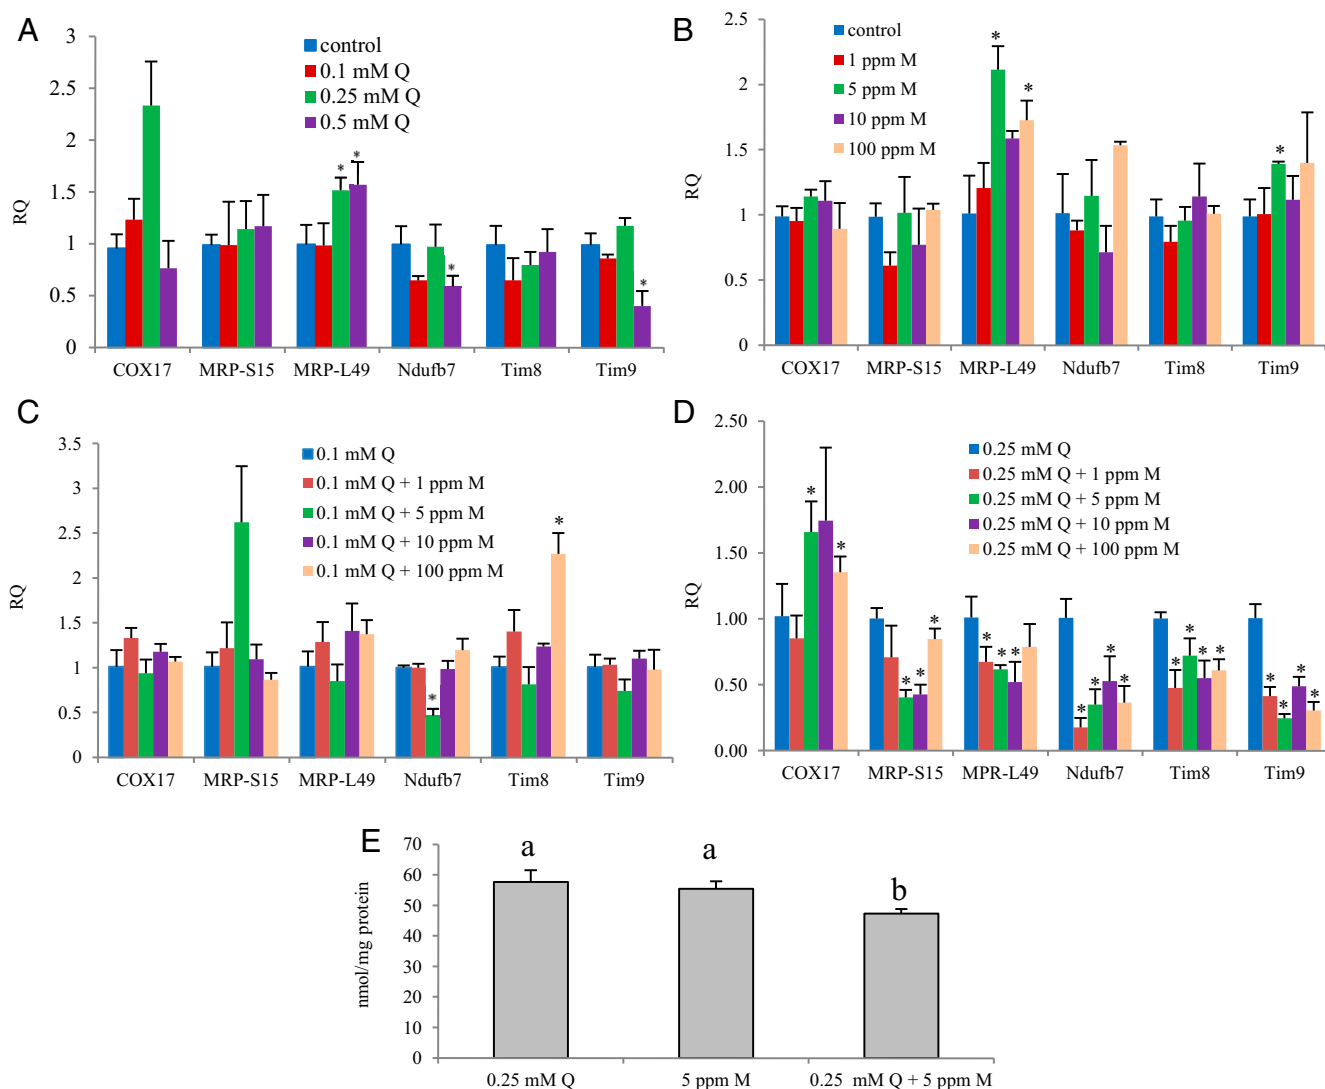 A
3
2.5
2
1.5
1
0.5
0
RQ
control
0.1 mM Q
0.25 mM Q
0.5 mM Q
* * * *
COX17 MRP-S15 MRP-L49 Ndufb7 Tim8 Tim9
B
2.5
2
1.5
1
0.5
0
RQ
control
1 ppm M
5 ppm M
10 ppm M
100 ppm M
* * *
COX17 MRP-S15 MRP-L49 Ndufb7 Tim8 Tim9
C
3.5
3
2.5
2
1.5
1
0.5
0
RQ
0.1 mM Q
0.1 mM Q + 1 ppm M
0.1 mM Q + 5 ppm M
0.1 mM Q + 10 ppm M
0.1 mM Q + 100 ppm M
* *
COX17 MRP-S15 MRP-L49 Ndufb7 Tim8 Tim9
D
2.50
2.00
1.50
1.00
0.50
0.00
RQ
0.25 mM Q
0.25 mM Q + 1 ppm M
0.25 mM Q + 5 ppm M
0.25 mM Q + 10 ppm M
0.25 mM Q + 100 ppm M
* * * * * * * * * * * * * * * * * * * *
COX17 MRP-S15 MPR-L49 Ndufb7 Tim8 Tim9
E
70
60
50
40
30
20
10
0
nmol/mg protein
a a b
0.25 mM Q 5 ppm M 0.25 mM Q + 5 ppm M